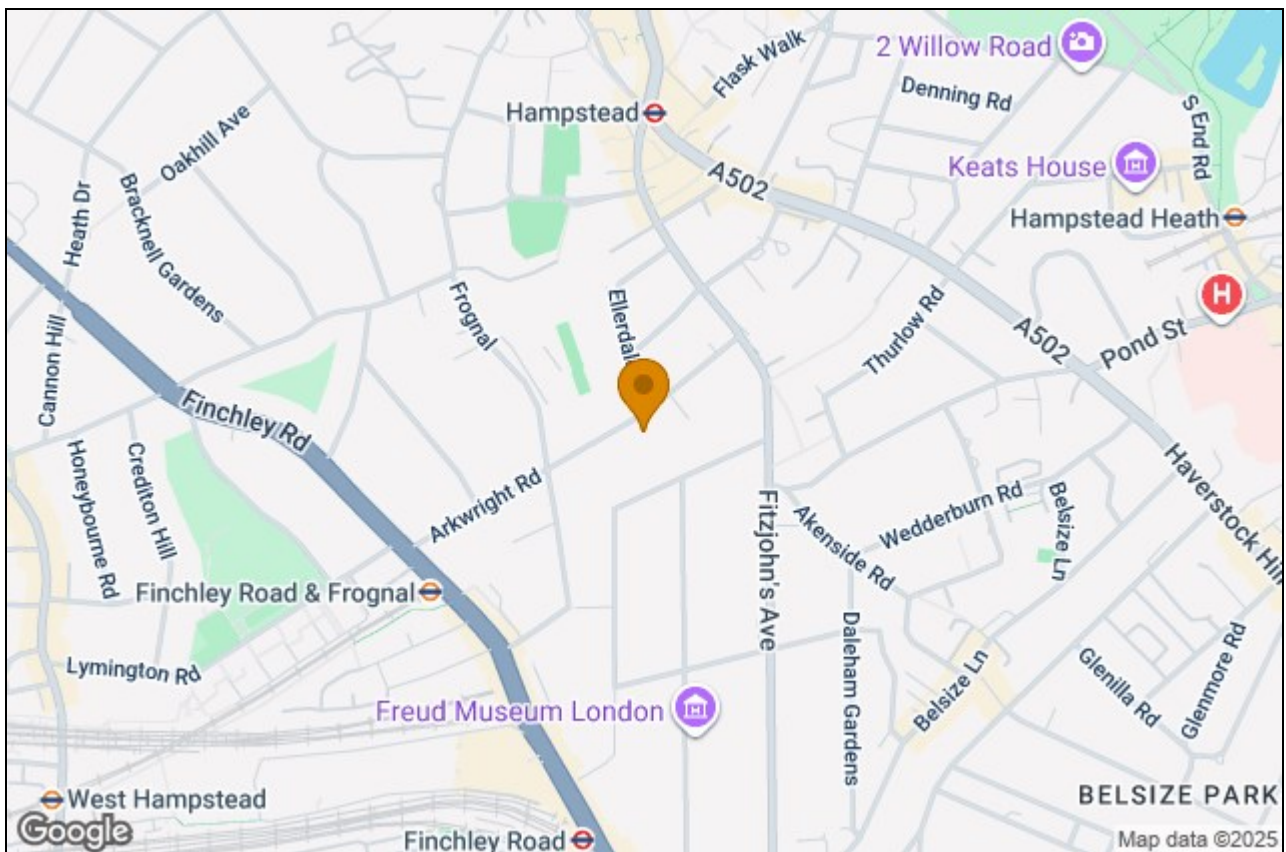 2 Willow Road
Flask Walk
Denning Rd
S End Rd
Hampstead
Oakhill Ave
A502
Keats House
Heath Dr
Bracknell Gardens
Hampstead Heath
H
Frognal
Thurlow Rd
A502
Pond St
Cannon Hill
Finchley Rd
Honeybourne Rd
Crediton Hill
Arkwright Rd
Fitzjohn's Ave
Akenside Rd
Wedderburn Rd
Belsize Ln
Finchley Road & Frognal
Lymington Rd
Daleham Gardens
Belsize Ln
Glenilla Rd
Glenmore Rd
Freud Museum London
West Hampstead
BELSIZE PARK
Google
Finchley Road
Map data ©2025